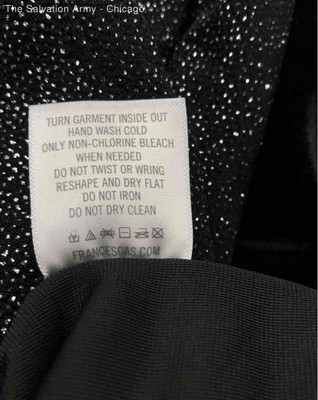 The Salvation Army - Chicago
TURN GARMENT INSIDE OUT
HAND WASH COLD
ONLY NON-CHLORINE BLEACH
WHEN NEEDED
DO NOT TWIST OR WRING
RESHAPE AND DRY FLAT
DO NOT IRON
DO NOT DRY CLEAN
FRANCESCAS.COM